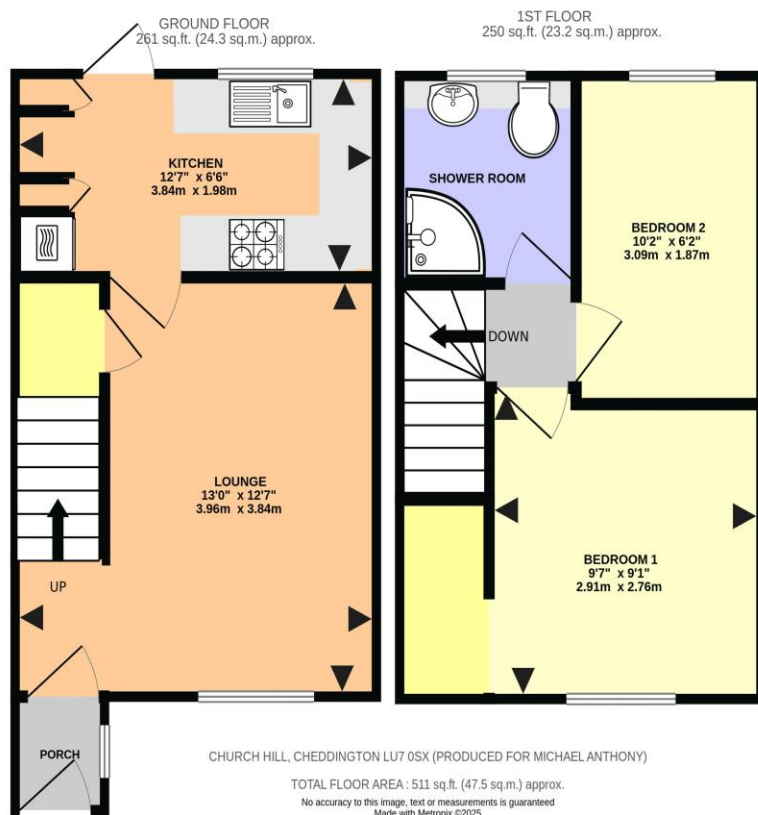 GROUND FLOOR
261 sq.ft. (24.3 sq.m.) approx.
1ST FLOOR
250 sq.ft. (23.2 sq.m.) approx.
KITCHEN
12'7" x 6'6"
3.84m x 1.98m
SHOWER ROOM
BEDROOM 2
10'2" x 6'2"
3.09m x 1.87m
DOWN
LOUNGE
13'0" x 12'7"
3.96m x 3.84m
BEDROOM 1
9'7" x 9'1"
2.91m x 2.76m
UP
PORCH
CHURCH HILL, CHEDDINGTON LU7 0SX (PRODUCED FOR MICHAEL ANTHONY)
TOTAL FLOOR AREA : 511 sq.ft. (47.5 sq.m.) approx.
No accuracy to this image, text or measurements is guaranteed
Made with Metropix ©2025